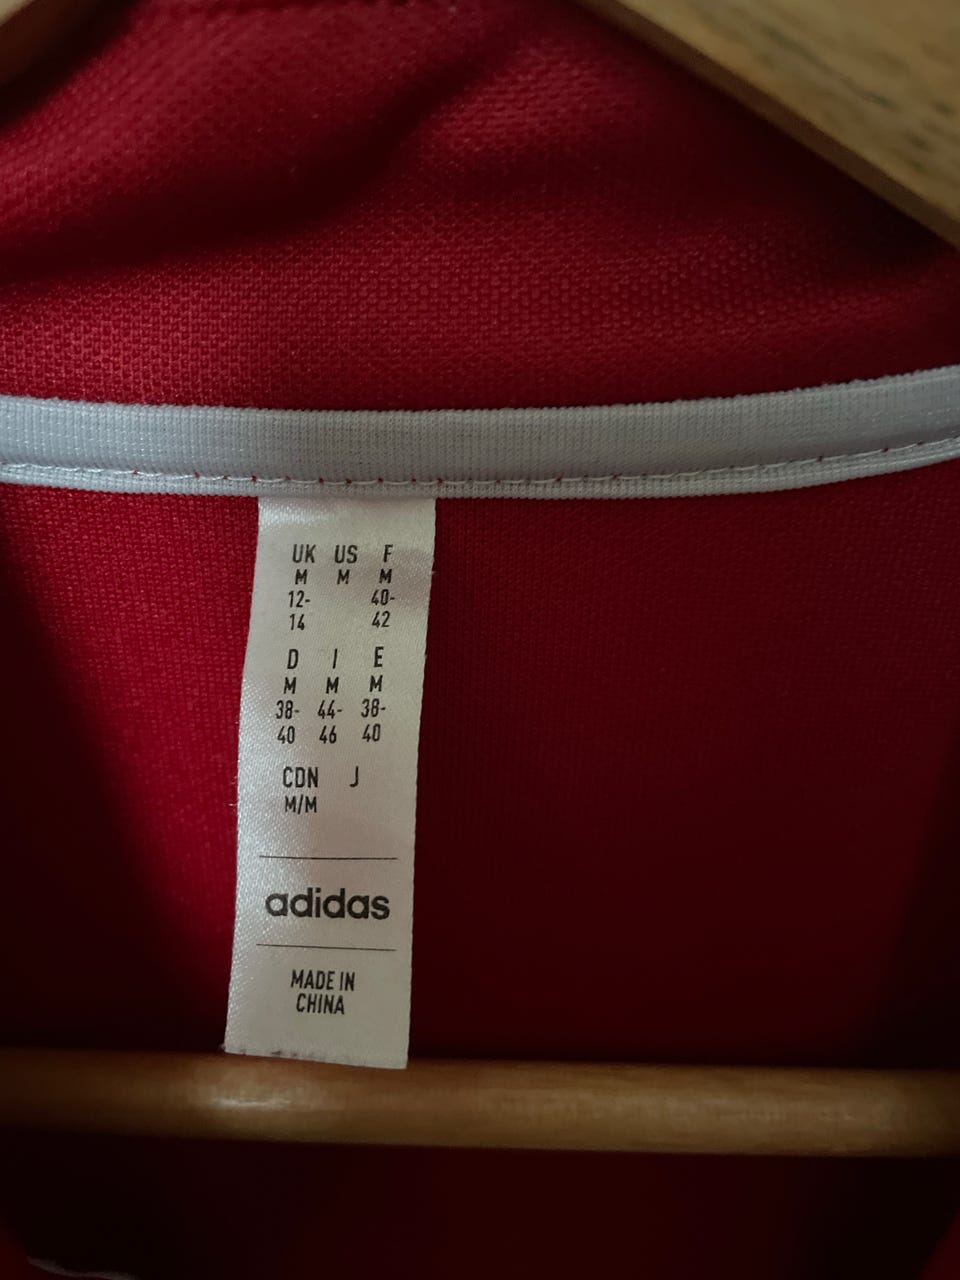 UK US F
M M M
12- 40-
14 42
D I E
M M M
38- 44- 38-
40 46 40
CDN J
M/M
adidas
MADE IN
CHINA